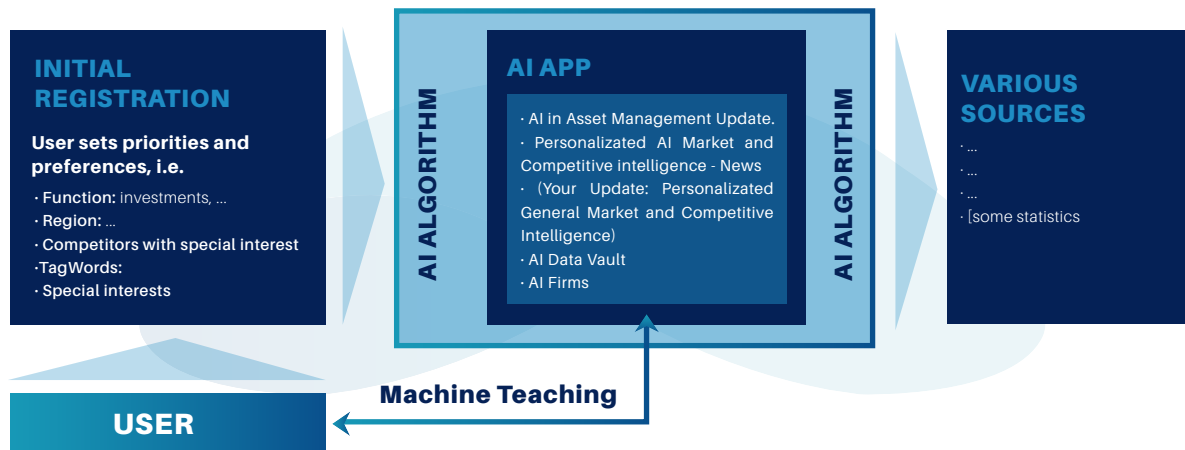 INITIAL
REGISTRATION
User sets priorities and
preferences, i.e.
· Function: investments, ...
· Region: ...
· Competitors with special interest
·TagWords:
· Special interests
USER
Machine Teaching
AI ALGORITHM
AI APP
· AI in Asset Management Update.
· Personalizated AI Market and
Competitive intelligence - News
· (Your Update: Personalizated
General Market and Competitive
Intelligence)
· AI Data Vault
· AI Firms
AI ALGORITHM
VARIOUS
SOURCES
· ...
· ...
· ...
· [some statistics